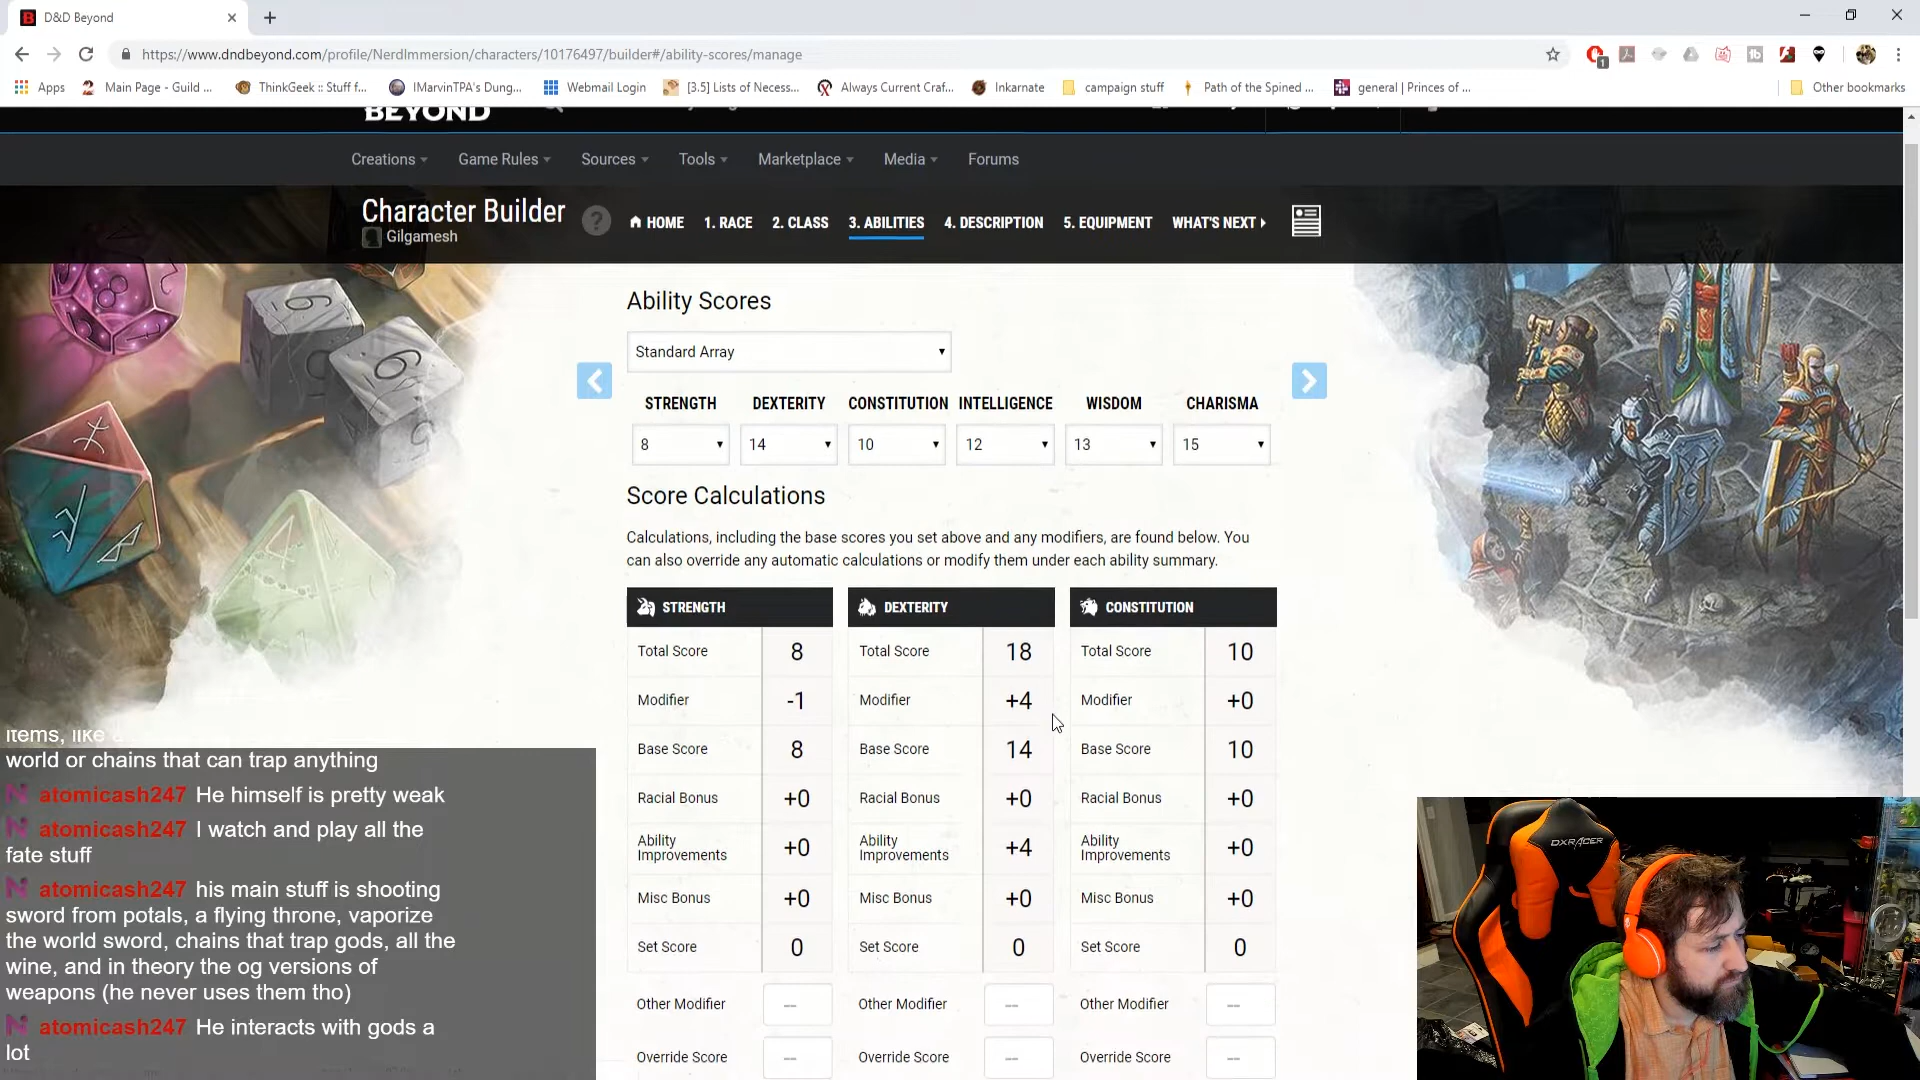 D&D Beyond
https://www.dndbeyond.com/profile/NerdImmersion/characters/10176497/builder#/ability-scores/manage
1
Apps
Main Page - Guild ...
ThinkGeek :: Stuff f...
IMarvinTPA's Dung...
Webmail Login
[3.5] Lists of Necess...
Always Current Craf...
Inkarnate
campaign stuff
Path of the Spined ...
general | Princes of ...
Other bookmarks
BEYOND
Creations
Game Rules
Sources
Tools
Marketplace
Media
Forums
Character Builder
Gilgamesh
?
HOME
1. RACE
2. CLASS
3. ABILITIES
4. DESCRIPTION
5. EQUIPMENT
WHAT'S NEXT
Ability Scores
Standard Array
STRENGTH DEXTERITY CONSTITUTION INTELLIGENCE WISDOM CHARISMA
8 14 10 12 13 15
Score Calculations
Calculations, including the base scores you set above and any modifiers, are found below. You
can also override any automatic calculations or modify them under each ability summary.
STRENGTH
Total Score 8
Modifier -1
Base Score 8
Racial Bonus +0
Ability
Improvements +0
Misc Bonus +0
Set Score 0
Other Modifier --
Override Score --
DEXTERITY
Total Score 18
Modifier +4
Base Score 14
Racial Bonus +0
Ability
Improvements +4
Misc Bonus +0
Set Score 0
Other Modifier --
Override Score --
CONSTITUTION
Total Score 10
Modifier +0
Base Score 10
Racial Bonus +0
Ability
Improvements +0
Misc Bonus +0
Set Score 0
Other Modifier --
Override Score --
items, like
world or chains that can trap anything
atomicash247 He himself is pretty weak
atomicash247 I watch and play all the
fate stuff
atomicash247 his main stuff is shooting
sword from potals, a flying throne, vaporize
the world sword, chains that trap gods, all the
wine, and in theory the og versions of
weapons (he never uses them tho)
atomicash247 He interacts with gods a
lot
DXRACER